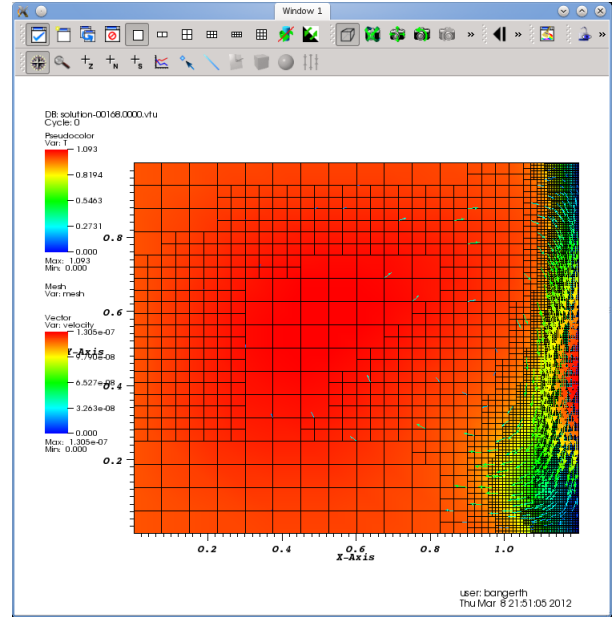 Window 1
DB: solution-00168.0000.vtu
Cycle: 0
Pseudocolor
Var: T
1.093
0.8194
0.5463
0.2731
0.000
Max: 1.093
Min: 0.000
Mesh
Var: mesh
Vector
Var: velocity
1.305e-07
9.790e-08
6.527e-08
3.263e-08
0.000
Max: 1.305e-07
Min: 0.000
Y-Axis
0.8
0.6
0.4
0.2
0.2
0.4
0.6
0.8
1.0
X-Axis
user: bangerth
Thu Mar 8 21:51:05 2012